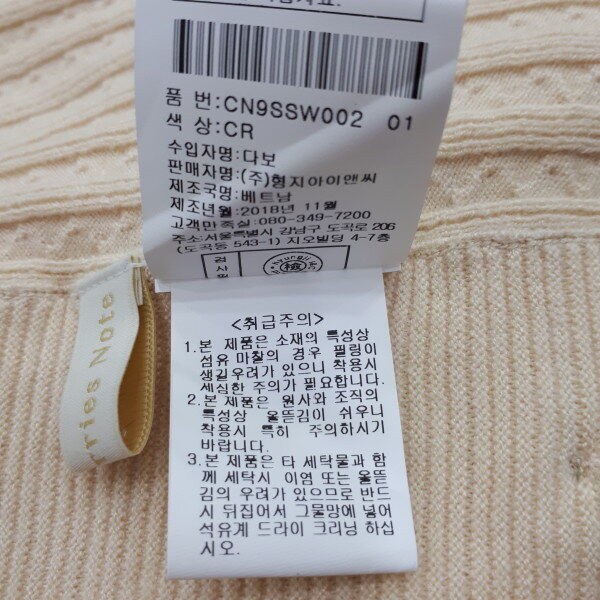 품 번:CN9SSW002 01
색 상:CR
수입자명:다보
판매자명:(주)형지아이앤씨
제조국명:베트남
제조년월:2018년 11월
고객만족실:080-349-7200
주소:서울특별시 강남구 도곡로 206
(도곡동 543-1) 지오빌딩 4-7층
검
사
hyungji
檢
<취급주의>
1.본 제품은 소재의 특성상
섬유 마찰의 경우 필링이
생길우려가 있으니 착용시
세심한 주의가 필요합니다.
2.본 제품은 원사와 조직의
특성상 올뜯김이 쉬우니
착용시 특히 주의하시기
바랍니다.
3.본 제품은 타 세탁물과 함
께 세탁시 이염 또는 올뜯
김의 우려가 있으므로 반드
시 뒤집어서 그물망에 넣어
석유계 드라이 크리닝 하십
시오.
rries Note